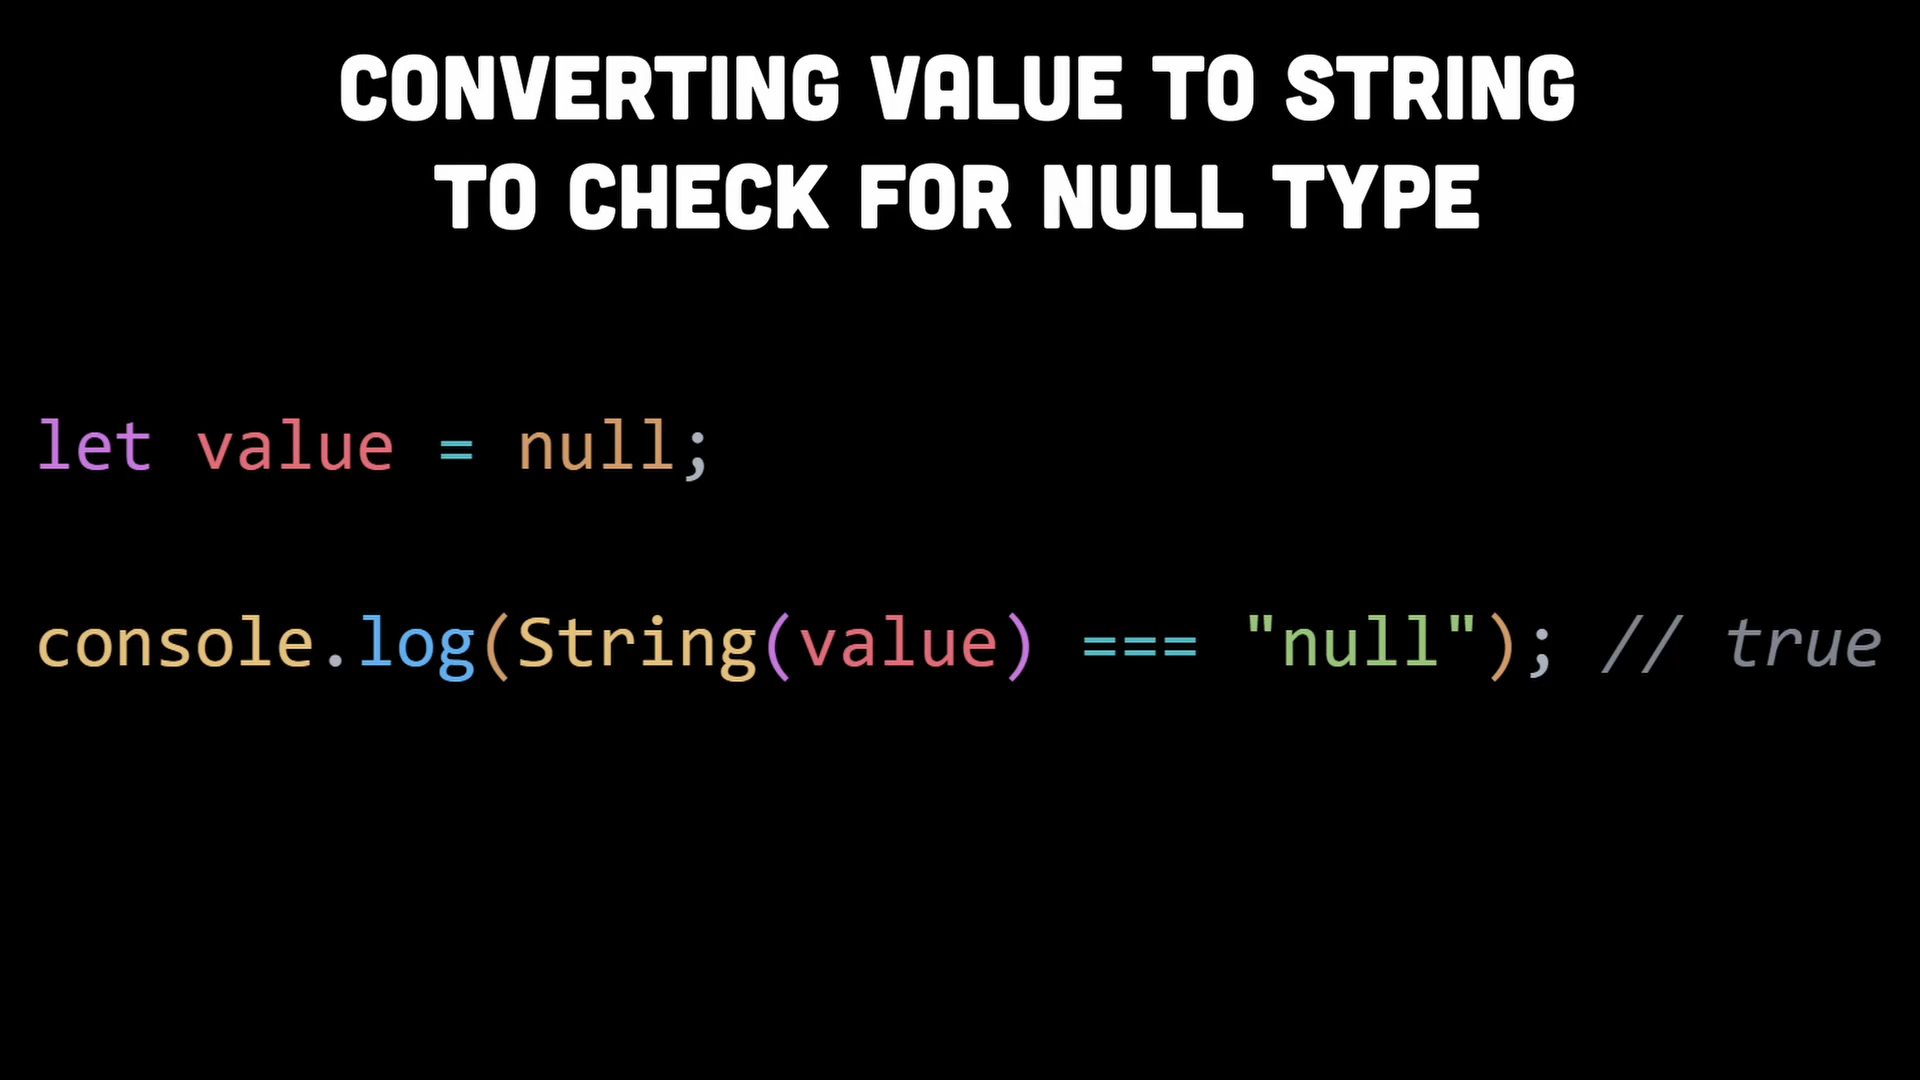 CONVERTING VALUE TO STRING
TO CHECK FOR NULL TYPE
let value = null;
console.log(String(value) === "null"); // true